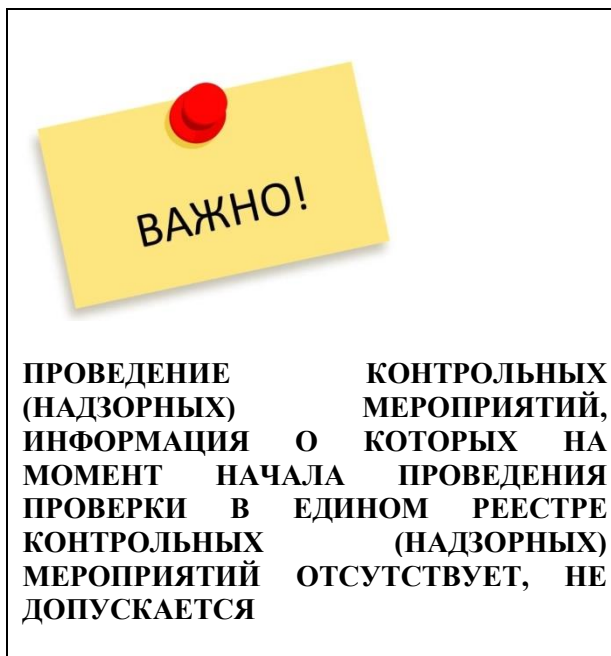 ВАЖНО!
ПРОВЕДЕНИЕ КОНТРОЛЬНЫХ
(НАДЗОРНЫХ) МЕРОПРИЯТИЙ,
ИНФОРМАЦИЯ О КОТОРЫХ НА
МОМЕНТ НАЧАЛА ПРОВЕДЕНИЯ
ПРОВЕРКИ В ЕДИНОМ РЕЕСТРЕ
КОНТРОЛЬНЫХ (НАДЗОРНЫХ)
МЕРОПРИЯТИЙ ОТСУТСТВУЕТ, НЕ
ДОПУСКАЕТСЯ